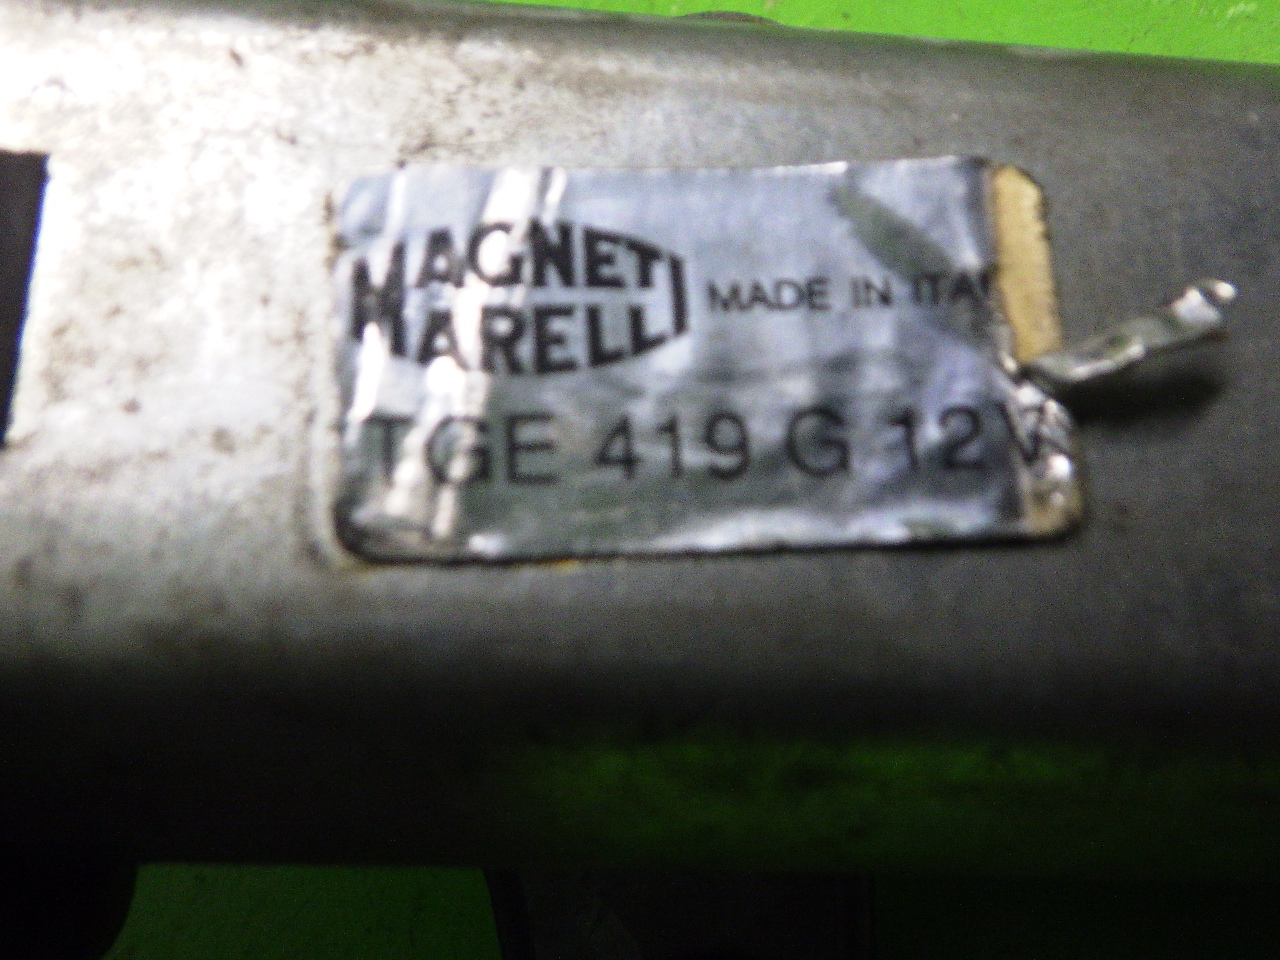 MAGNETI
MARELLI
MADE IN ITA
TGE 419 G 12V